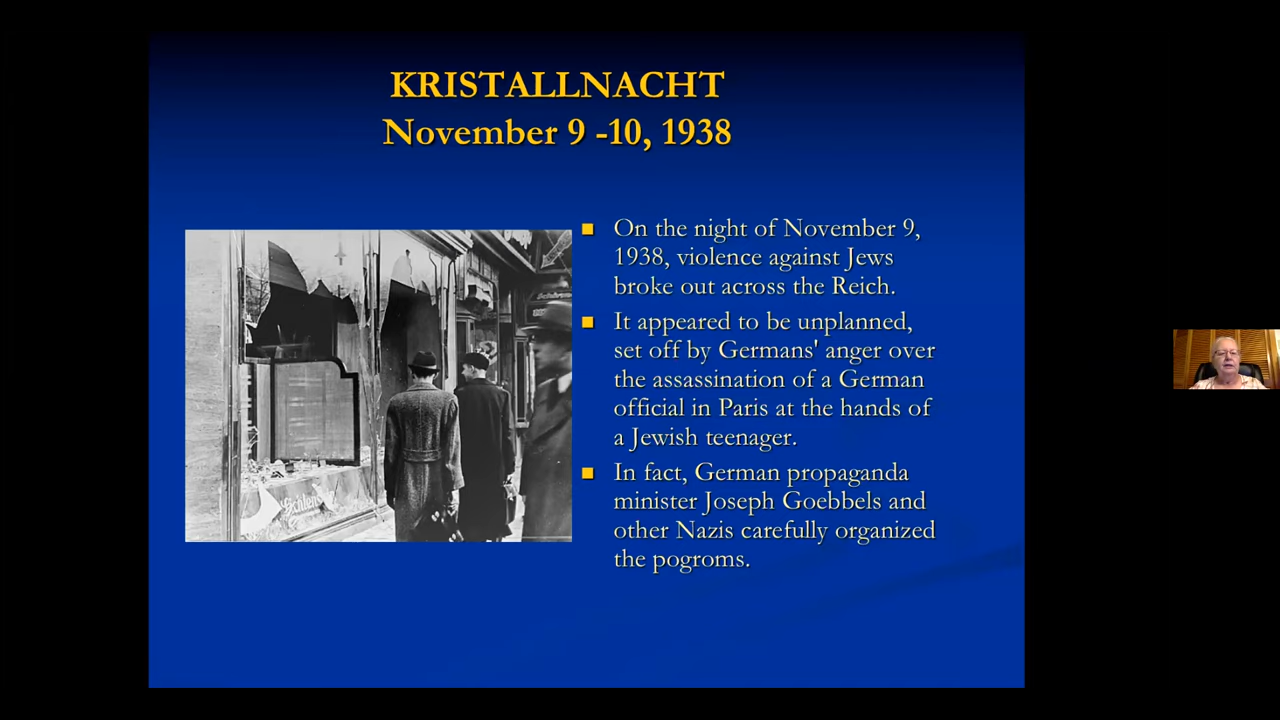 KRISTALLNACHT
November 9 -10, 1938
On the night of November 9,
1938, violence against Jews
broke out across the Reich.
It appeared to be unplanned,
set off by Germans' anger over
the assassination of a German
official in Paris at the hands of
a Jewish teenager.
In fact, German propaganda
minister Joseph Goebbels and
other Nazis carefully organized
the pogroms.